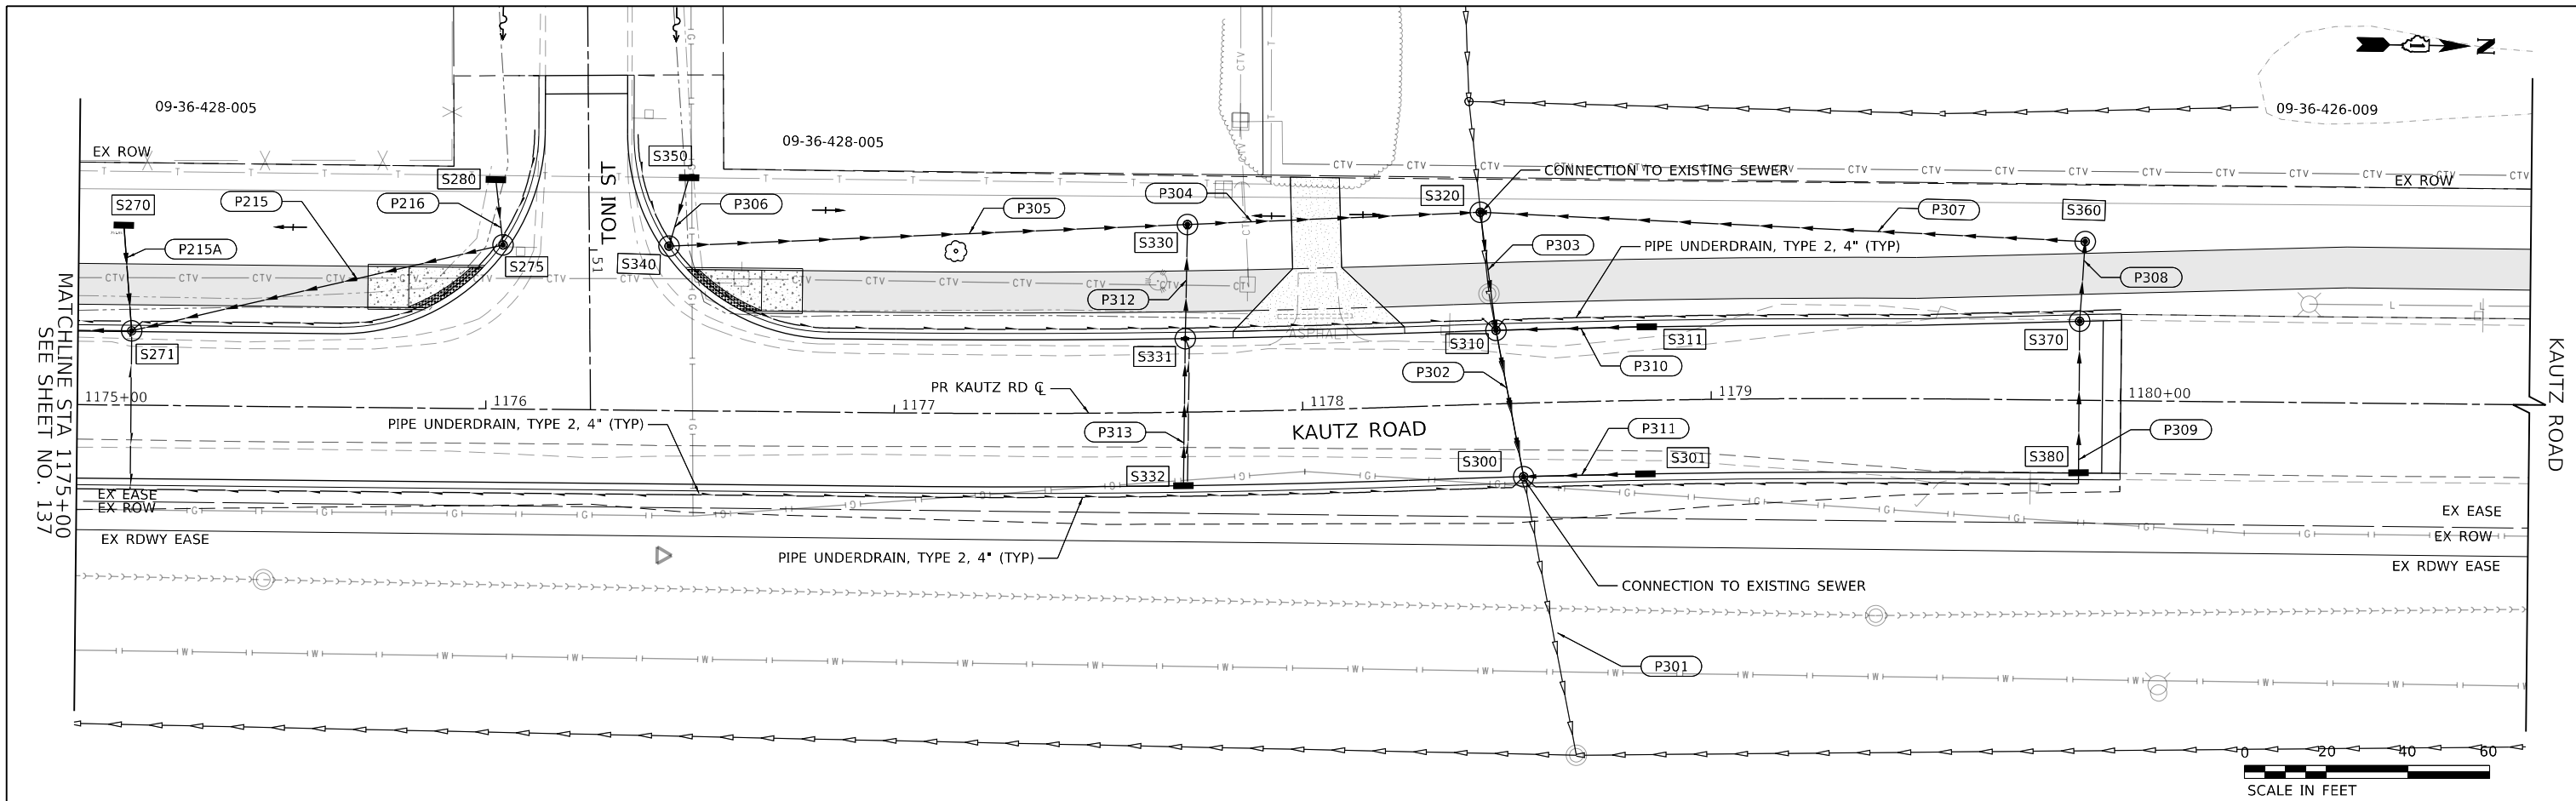 09-36-428-005
09-36-428-005
09-36-426-009
N
EX ROW
S280
S350
CONNECTION TO EXISTING SEWER
EX ROW
S270
P215
P216
P306
P305
P304
S320
P307
S360
P215A
TONI ST
51
S275
S340
S330
P303
PIPE UNDERDRAIN, TYPE 2, 4" (TYP)
P308
P312
S271
S331
ASPHALT
S310
S311
S370
P310
P302
1175+00
1176
1177
1178
1179
1180+00
PR KAUTZ RD ℄
PIPE UNDERDRAIN, TYPE 2, 4" (TYP)
P313
KAUTZ ROAD
P311
P309
S332
S300
S301
S380
MATCHLINE STA 1175+00
SEE SHEET NO. 137
KAUTZ ROAD
EX EASE
EX ROW
EX RDWY EASE
EX EASE
EX ROW
EX RDWY EASE
PIPE UNDERDRAIN, TYPE 2, 4" (TYP)
CONNECTION TO EXISTING SEWER
P301
0 20 40 60
SCALE IN FEET